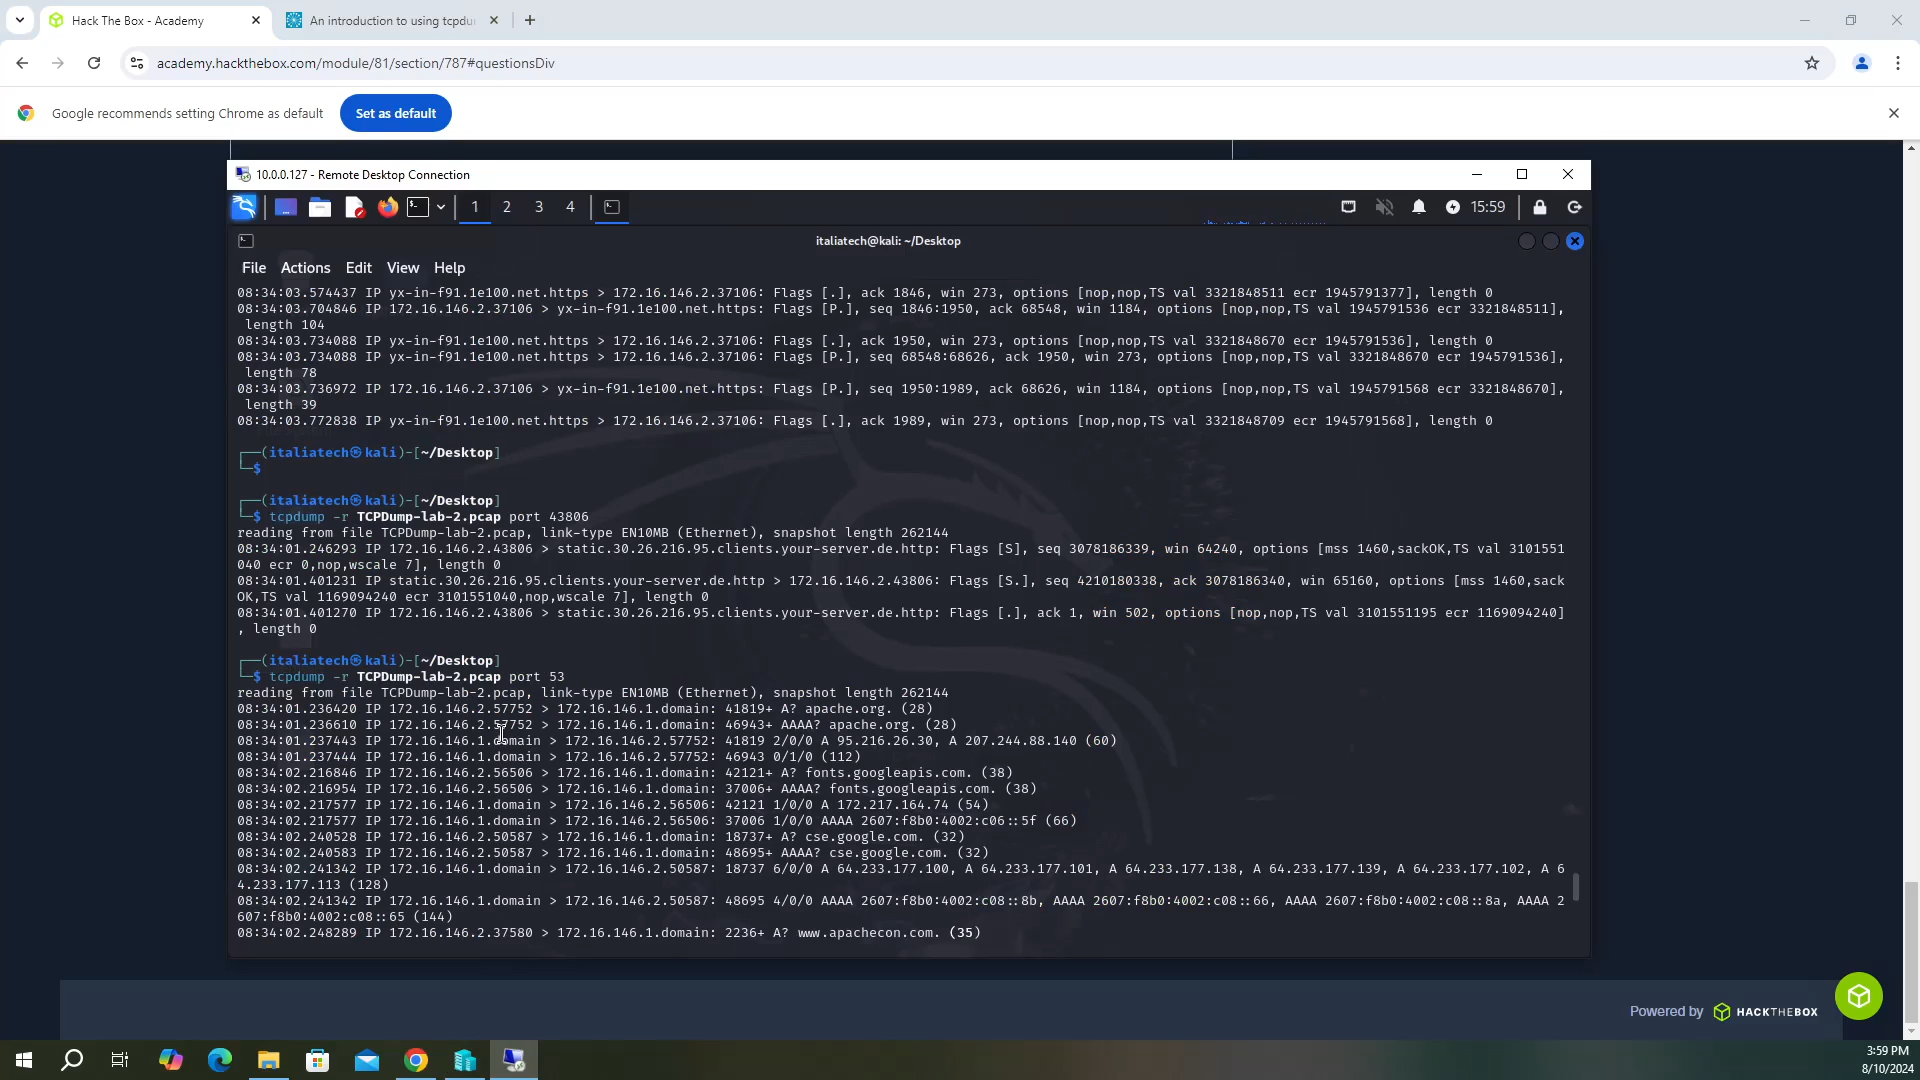 Hack The Box - Academy
An introduction to using tcpdu
academy.hackthebox.com/module/81/section/787#questionsDiv
Google recommends setting Chrome as default
Set as default
10.0.0.127 - Remote Desktop Connection
1 2 3 4
15:59
italiatech@kali: ~/Desktop
File Actions Edit View Help
08:34:03.574437 IP yx-in-f91.1e100.net.https > 172.16.146.2.37106: Flags [.], ack 1846, win 273, options [nop,nop,TS val 3321848511 ecr 1945791377], length 0
08:34:03.704846 IP 172.16.146.2.37106 > yx-in-f91.1e100.net.https: Flags [P.], seq 1846:1950, ack 68548, win 1184, options [nop,nop,TS val 1945791536 ecr 3321848511],
length 104
08:34:03.734088 IP yx-in-f91.1e100.net.https > 172.16.146.2.37106: Flags [.], ack 1950, win 273, options [nop,nop,TS val 3321848670 ecr 1945791536], length 0
08:34:03.734088 IP yx-in-f91.1e100.net.https > 172.16.146.2.37106: Flags [P.], seq 68548:68626, ack 1950, win 273, options [nop,nop,TS val 3321848670 ecr 1945791536],
length 78
08:34:03.736972 IP 172.16.146.2.37106 > yx-in-f91.1e100.net.https: Flags [P.], seq 1950:1989, ack 68626, win 1184, options [nop,nop,TS val 1945791568 ecr 3321848670],
length 39
08:34:03.772838 IP yx-in-f91.1e100.net.https > 172.16.146.2.37106: Flags [.], ack 1989, win 273, options [nop,nop,TS val 3321848709 ecr 1945791568], length 0
┌──(italiatech㉿kali)-[~/Desktop]
└─$
┌──(italiatech㉿kali)-[~/Desktop]
└─$ tcpdump -r TCPDump-lab-2.pcap port 43806
reading from file TCPDump-lab-2.pcap, link-type EN10MB (Ethernet), snapshot length 262144
08:34:01.246293 IP 172.16.146.2.43806 > static.30.26.216.95.clients.your-server.de.http: Flags [S], seq 3078186339, win 64240, options [mss 1460,sackOK,TS val 3101551
040 ecr 0,nop,wscale 7], length 0
08:34:01.401231 IP static.30.26.216.95.clients.your-server.de.http > 172.16.146.2.43806: Flags [S.], seq 4210180338, ack 3078186340, win 65160, options [mss 1460,sack
OK,TS val 1169094240 ecr 3101551040,nop,wscale 7], length 0
08:34:01.401270 IP 172.16.146.2.43806 > static.30.26.216.95.clients.your-server.de.http: Flags [.], ack 1, win 502, options [nop,nop,TS val 3101551195 ecr 1169094240]
, length 0
┌──(italiatech㉿kali)-[~/Desktop]
└─$ tcpdump -r TCPDump-lab-2.pcap port 53
reading from file TCPDump-lab-2.pcap, link-type EN10MB (Ethernet), snapshot length 262144
08:34:01.236420 IP 172.16.146.2.57752 > 172.16.146.1.domain: 41819+ A? apache.org. (28)
08:34:01.236610 IP 172.16.146.2.57752 > 172.16.146.1.domain: 46943+ AAAA? apache.org. (28)
08:34:01.237443 IP 172.16.146.1.domain > 172.16.146.2.57752: 41819 2/0/0 A 95.216.26.30, A 207.244.88.140 (60)
08:34:01.237444 IP 172.16.146.1.domain > 172.16.146.2.57752: 46943 0/1/0 (112)
08:34:02.216846 IP 172.16.146.2.56506 > 172.16.146.1.domain: 42121+ A? fonts.googleapis.com. (38)
08:34:02.216954 IP 172.16.146.2.56506 > 172.16.146.1.domain: 37006+ AAAA? fonts.googleapis.com. (38)
08:34:02.217577 IP 172.16.146.1.domain > 172.16.146.2.56506: 42121 1/0/0 A 172.217.164.74 (54)
08:34:02.217577 IP 172.16.146.1.domain > 172.16.146.2.56506: 37006 1/0/0 AAAA 2607:f8b0:4002:c06::5f (66)
08:34:02.240528 IP 172.16.146.2.50587 > 172.16.146.1.domain: 18737+ A? cse.google.com. (32)
08:34:02.240583 IP 172.16.146.2.50587 > 172.16.146.1.domain: 48695+ AAAA? cse.google.com. (32)
08:34:02.241342 IP 172.16.146.1.domain > 172.16.146.2.50587: 18737 6/0/0 A 64.233.177.100, A 64.233.177.101, A 64.233.177.138, A 64.233.177.139, A 64.233.177.102, A 6
4.233.177.113 (128)
08:34:02.241342 IP 172.16.146.1.domain > 172.16.146.2.50587: 48695 4/0/0 AAAA 2607:f8b0:4002:c08::8b, AAAA 2607:f8b0:4002:c08::66, AAAA 2607:f8b0:4002:c08::8a, AAAA 2
607:f8b0:4002:c08::65 (144)
08:34:02.248289 IP 172.16.146.2.37580 > 172.16.146.1.domain: 2236+ A? www.apachecon.com. (35)
Powered by HACKTHEBOX
3:59 PM
8/10/2024